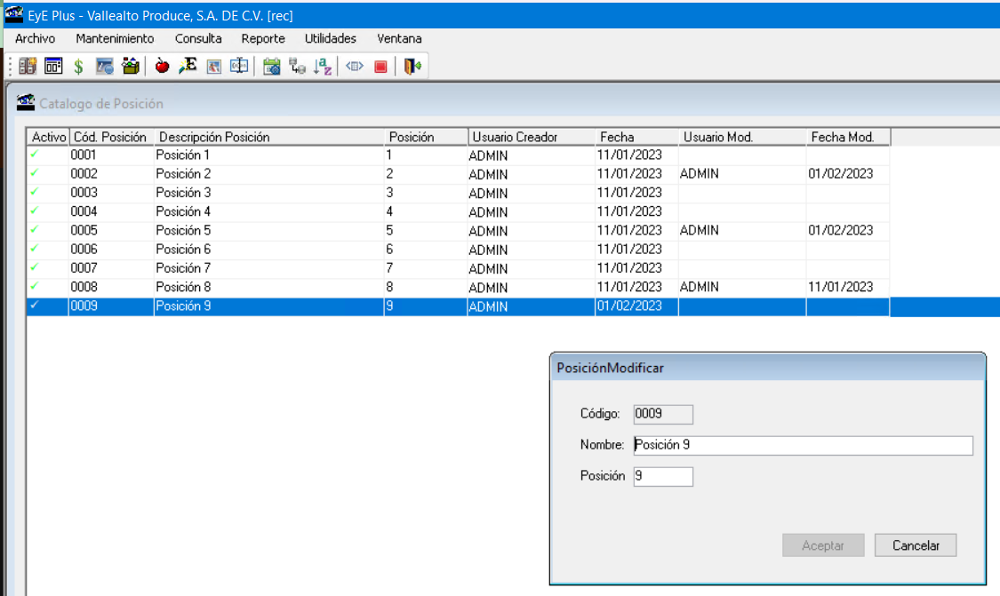 EyE Plus - Vallealto Produce, S.A. DE C.V. [rec]
Archivo Mantenimiento Consulta Reporte Utilidades Ventana
Catalogo de Posición
Activo Cód. Posición Descripción Posición Posición Usuario Creador Fecha Usuario Mod. Fecha Mod.
0001 Posición 1 1 ADMIN 11/01/2023
0002 Posición 2 2 ADMIN 11/01/2023 ADMIN 01/02/2023
0003 Posición 3 3 ADMIN 11/01/2023
0004 Posición 4 4 ADMIN 11/01/2023
0005 Posición 5 5 ADMIN 11/01/2023 ADMIN 01/02/2023
0006 Posición 6 6 ADMIN 11/01/2023
0007 Posición 7 7 ADMIN 11/01/2023
0008 Posición 8 8 ADMIN 11/01/2023 ADMIN 11/01/2023
0009 Posición 9 9 ADMIN 01/02/2023
PosiciónModificar
Código: 0009
Nombre: Posición 9
Posición 9
Aceptar Cancelar